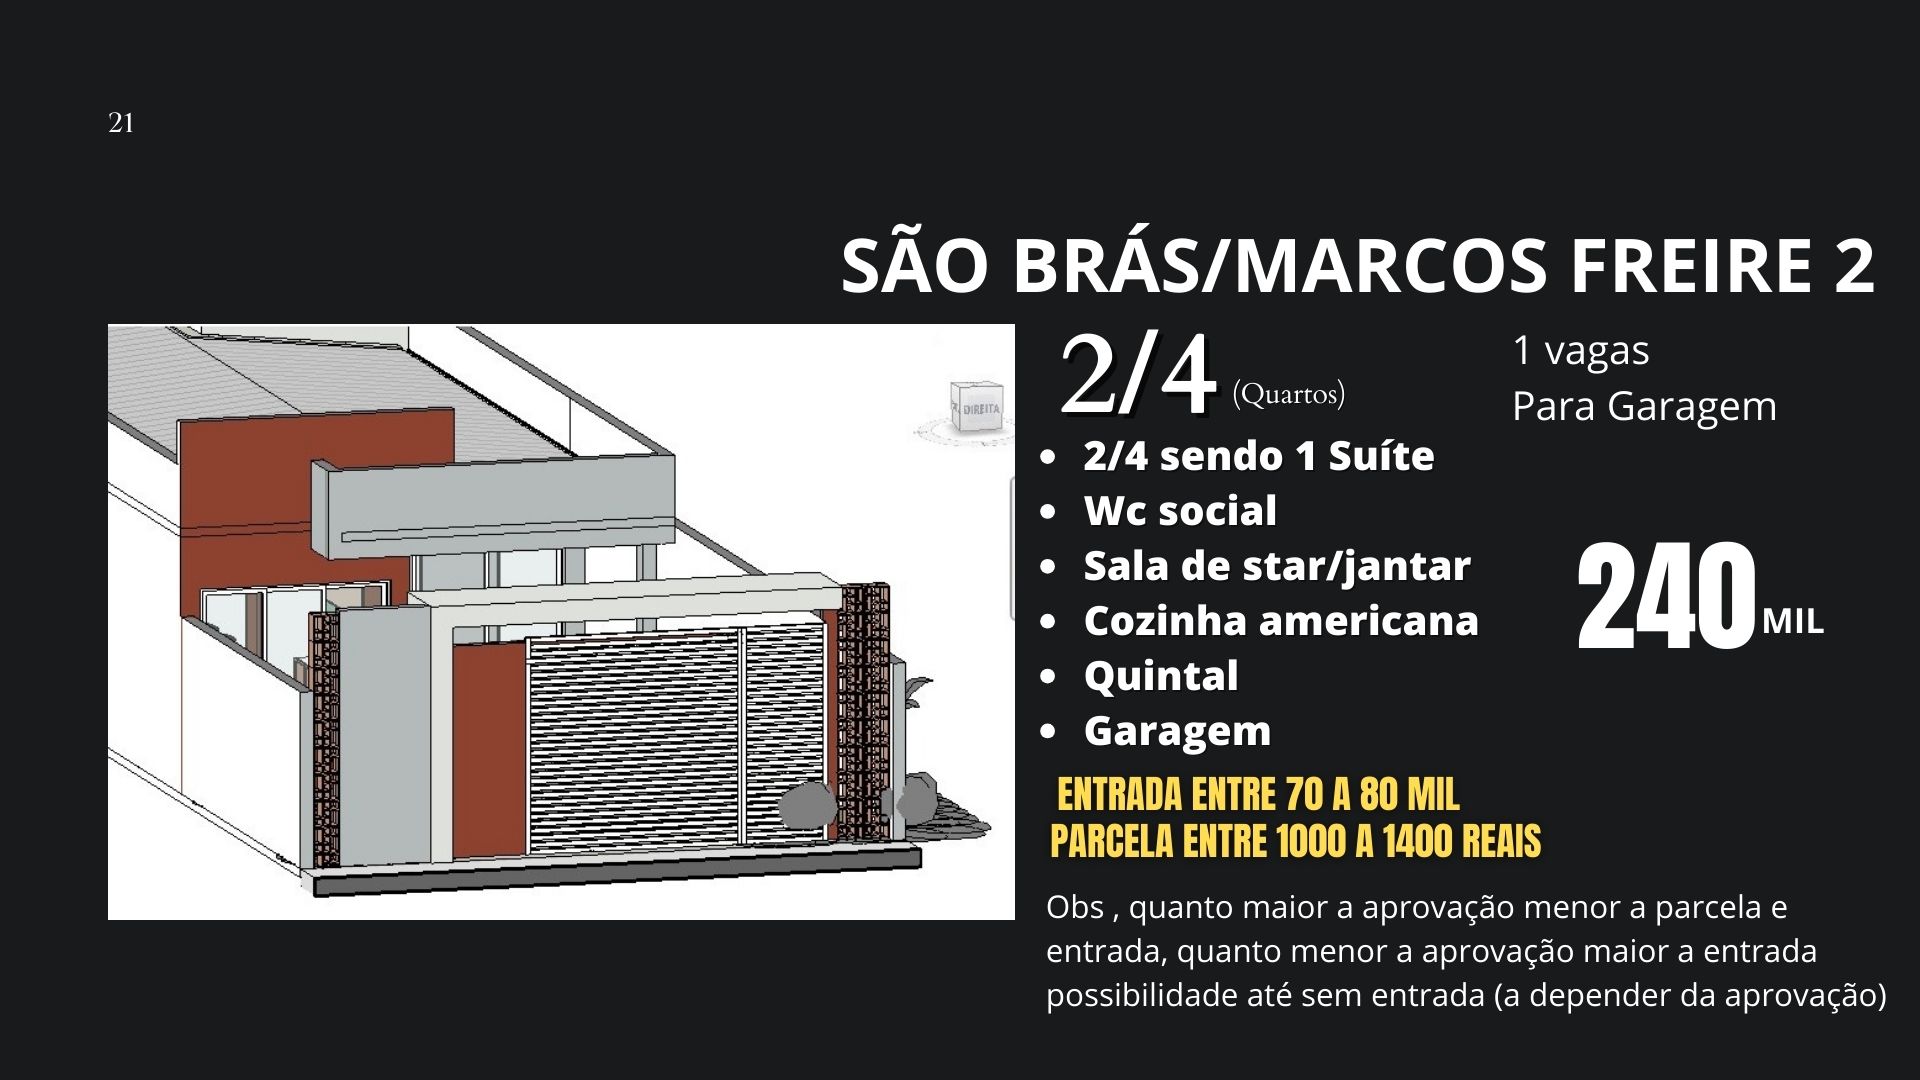 21
SÃO BRÁS/MARCOS FREIRE 2
2/4 (Quartos)
1 vagas
Para Garagem
DIREITA
2/4 sendo 1 Suíte
Wc social
Sala de star/jantar
Cozinha americana
Quintal
Garagem
240 MIL
ENTRADA ENTRE 70 A 80 MIL
PARCELA ENTRE 1000 A 1400 REAIS
Obs , quanto maior a aprovação menor a parcela e
entrada, quanto menor a aprovação maior a entrada
possibilidade até sem entrada (a depender da aprovação)